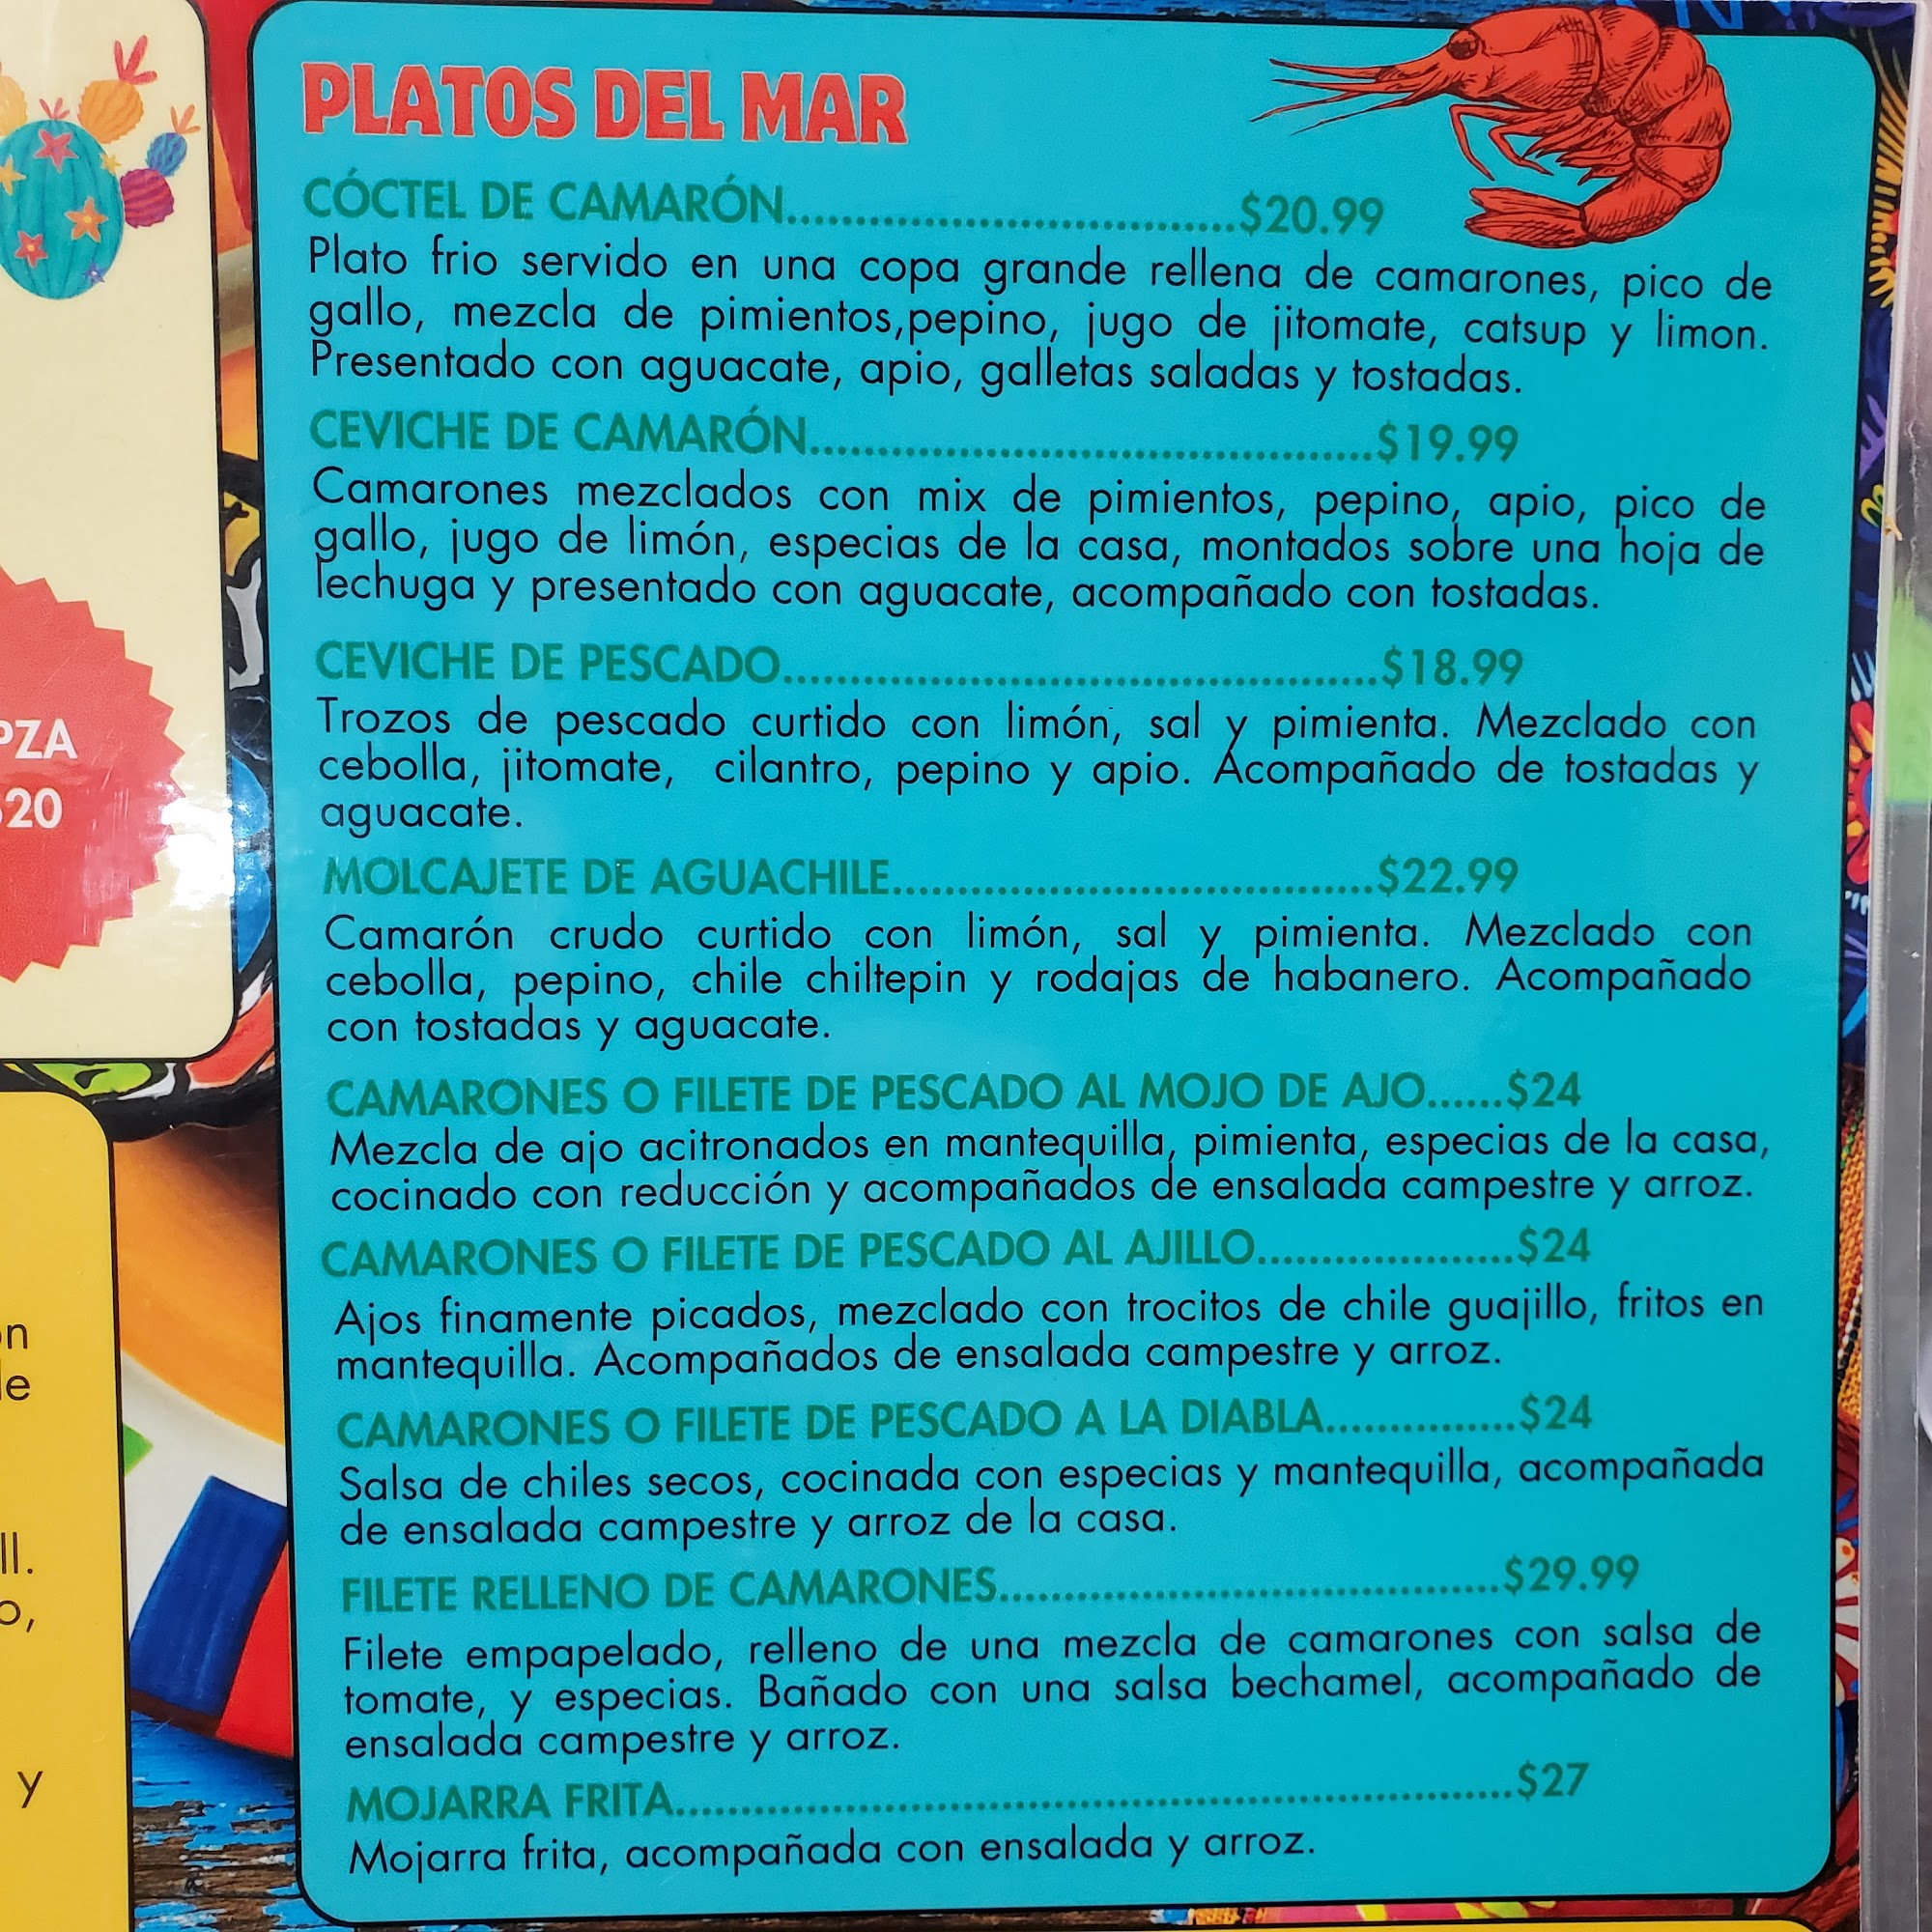 PLATOS DEL MAR
CÓCTEL DE CAMARÓN.................................$20.99
Plato frio servido en una copa grande rellena de camarones, pico de
gallo, mezcla de pimientos,pepino, jugo de jitomate, catsup y limon.
Presentado con aguacate, apio, galletas saladas y tostadas.
CEVICHE DE CAMARÓN..........................................$19.99
Camarones mezclados con mix de pimientos, pepino, apio, pico de
gallo, jugo de limón, especias de la casa, montados sobre una hoja de
lechuga y presentado con aguacate, acompañado con tostadas.
CEVICHE DE PESCADO............................................$18.99
Trozos de pescado curtido con limón, sal y pimienta. Mezclado con
cebolla, jitomate, cilantro, pepino y apio. Acompañado de tostadas y
aguacate.
MOLCAJETE DE AGUACHILE....................................$22.99
Camarón crudo curtido con limón, sal y pimienta. Mezclado con
cebolla, pepino, chile chiltepin y rodajas de habanero. Acompañado
con tostadas y aguacate.
CAMARONES O FILETE DE PESCADO AL MOJO DE AJO......$24
Mezcla de ajo acitronados en mantequilla, pimienta, especias de la casa,
cocinado con reducción y acompañados de ensalada campestre y arroz.
CAMARONES O FILETE DE PESCADO AL AJILLO...................$24
Ajos finamente picados, mezclado con trocitos de chile guajillo, fritos en
mantequilla. Acompañados de ensalada campestre y arroz.
CAMARONES O FILETE DE PESCADO A LA DIABLA..............$24
Salsa de chiles secos, cocinada con especias y mantequilla, acompañada
de ensalada campestre y arroz de la casa.
FILETE RELLENO DE CAMARONES.....................................$29.99
Filete empapelado, relleno de una mezcla de camarones con salsa de
tomate, y especias. Bañado con una salsa bechamel, acompañado de
ensalada campestre y arroz.
MOJARRA FRITA..............................................................$27
Mojarra frita, acompañada con ensalada y arroz.
PZA
20
y